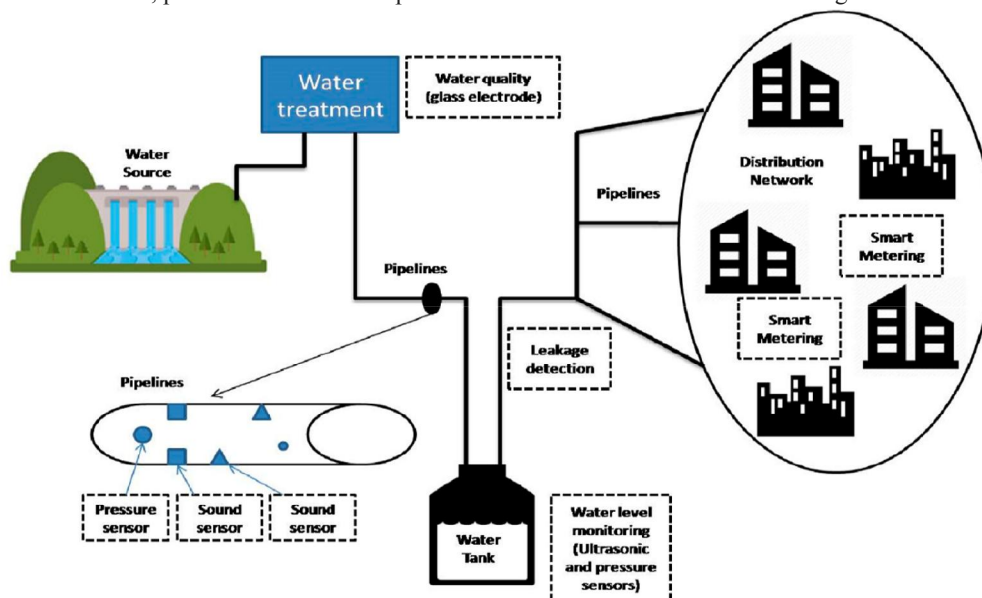 Water
treatment
Water quality
(glass electrode)
Water
Source
Distribution
Network
Pipelines
Smart
Metering
Pipelines
Smart
Metering
Leakage
detection
Pipelines
Pressure
sensor
Sound
sensor
Sound
sensor
Water
Tank
Water level
monitoring
(Ultrasonic
and pressure
sensors)